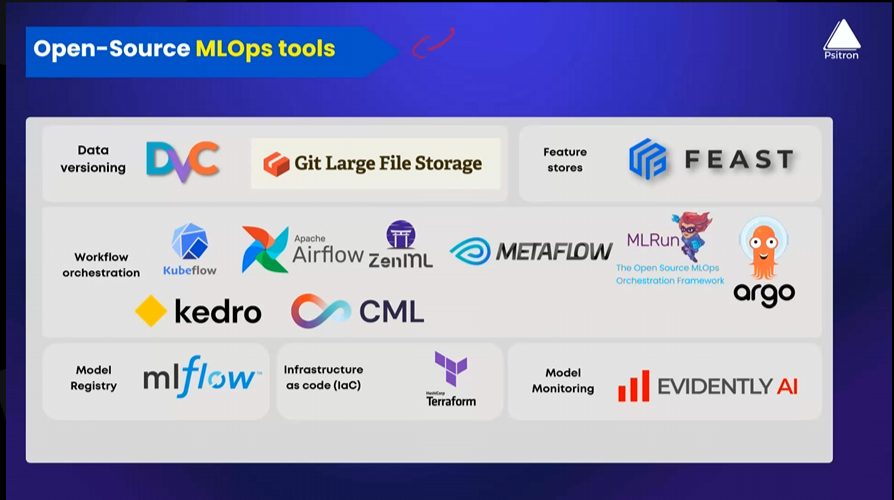 Open-Source MLOps tools
Psitron
Data
versioning
DVC
Git Large File Storage
Feature
stores
FEAST
Workflow
orchestration
Kubeflow
Apache
Airflow
ZenML
METAFLOW
MLRun
The Open Source MLOps
Orchestration Framework
argo
kedro
CML
Model
Registry
mlflow™
Infrastructure
as code (IaC)
HashiCorp
Terraform
Model
Monitoring
EVIDENTLY AI